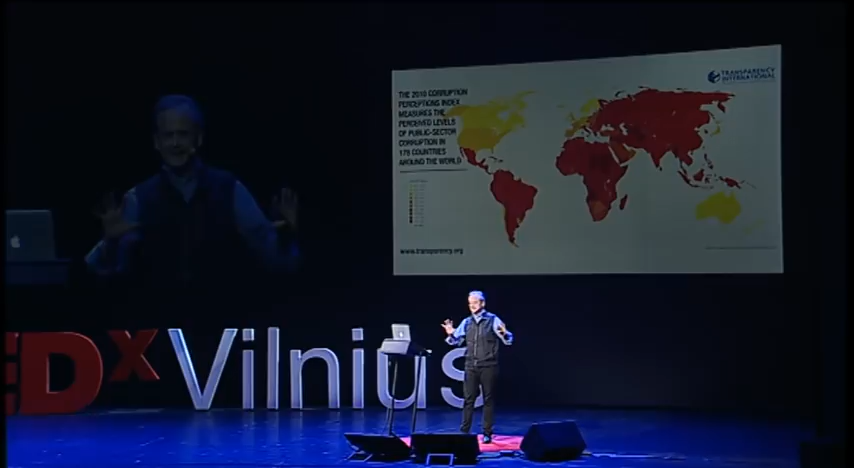 THE 2010 CORRUPTION
PERCEPTIONS INDEX
MEASURES THE
PERCEIVED LEVELS
OF PUBLIC-SECTOR
CORRUPTION IN
178 COUNTRIES
AROUND THE WORLD
TRANSPARENCY
INTERNATIONAL
www.transparency.org
EDx Vilnius